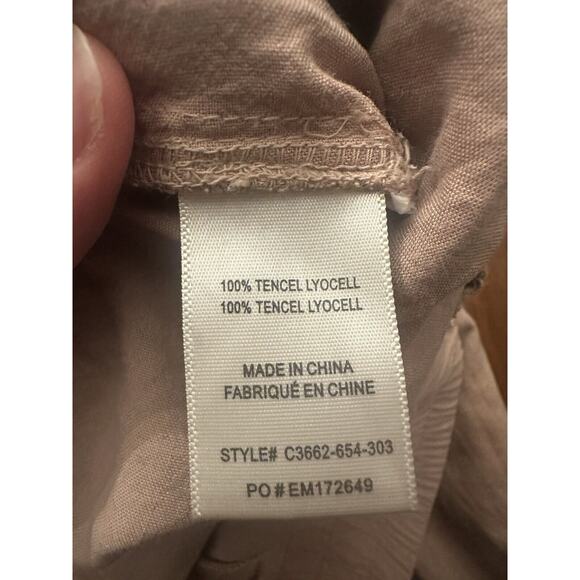 100% TENCEL LYOCELL
100% TENCEL LYOCELL
MADE IN CHINA
FABRIQUÉ EN CHINE
STYLE# C3662-654-303
PO#EM172649